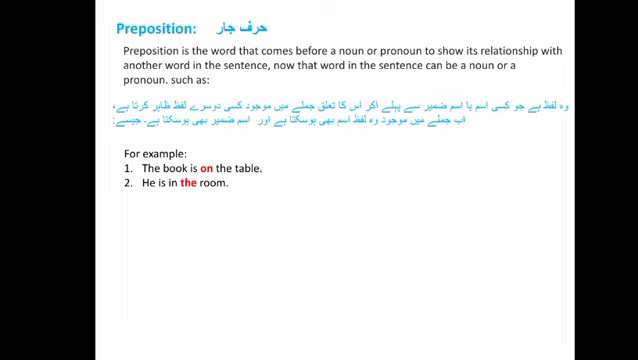 Preposition: حرف جار
Preposition is the word that comes before a noun or pronoun to show its relationship with
another word in the sentence, now that word in the sentence can be a noun or a
pronoun. such as:
وہ لفظ ہے جو کسی اسم یا اسم ضمیر سے پہلے اکر اس کا تعلق جملے میں موجود کسی دوسرے لفظ ظاہر کرتا ہے،
اب جملے میں موجود وہ لفظ اسم بھی ہوسکتا ہے اور اسم ضمیر بھی ہوسکتا ہے۔ جیسے:
For example:
1. The book is on the table.
2. He is in the room.